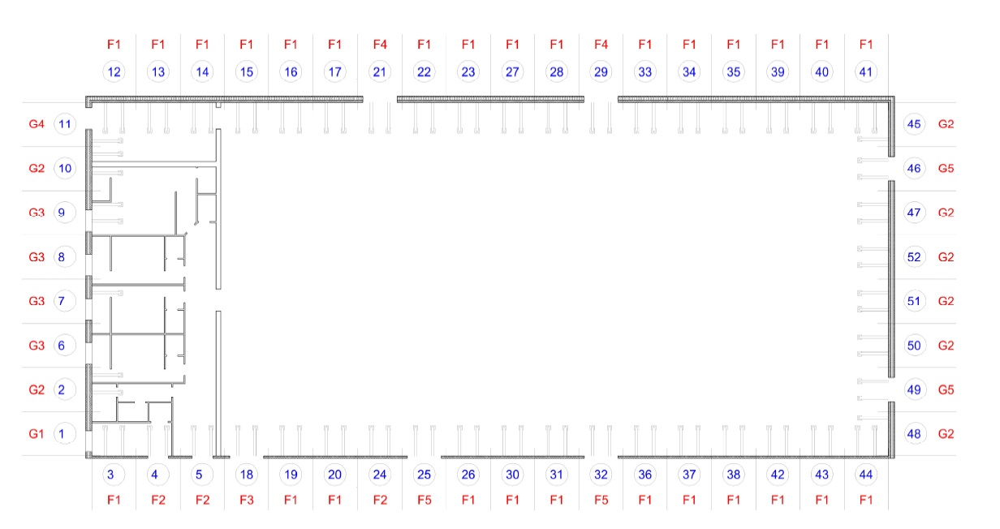 F1 F1 F1 F1 F1 F1 F4 F1 F1 F1 F1 F4 F1 F1 F1 F1 F1 F1
12 13 14 15 16 17 21 22 23 27 28 29 33 34 35 39 40 41
G4 11 45 G2
G2 10 46 G5
G3 9 47 G2
G3 8 52 G2
G3 7 51 G2
G3 6 50 G2
G2 2 49 G5
G1 1 48 G2
3 4 5 18 19 20 24 25 26 30 31 32 36 37 38 42 43 44
F1 F2 F2 F3 F1 F1 F2 F5 F1 F1 F1 F5 F1 F1 F1 F1 F1 F1